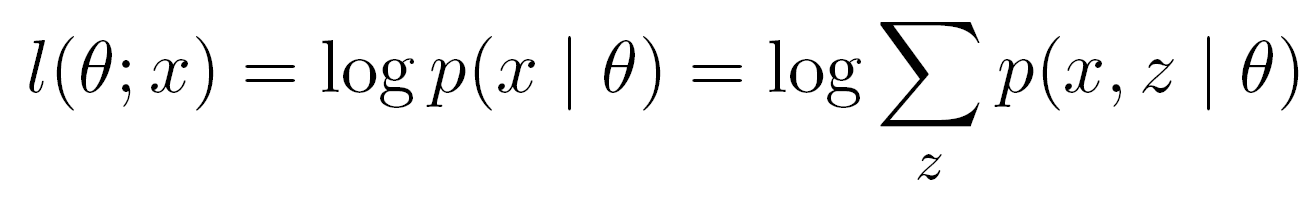 l(θ; x) = log p(x | θ) = log ∑_z p(x, z | θ)